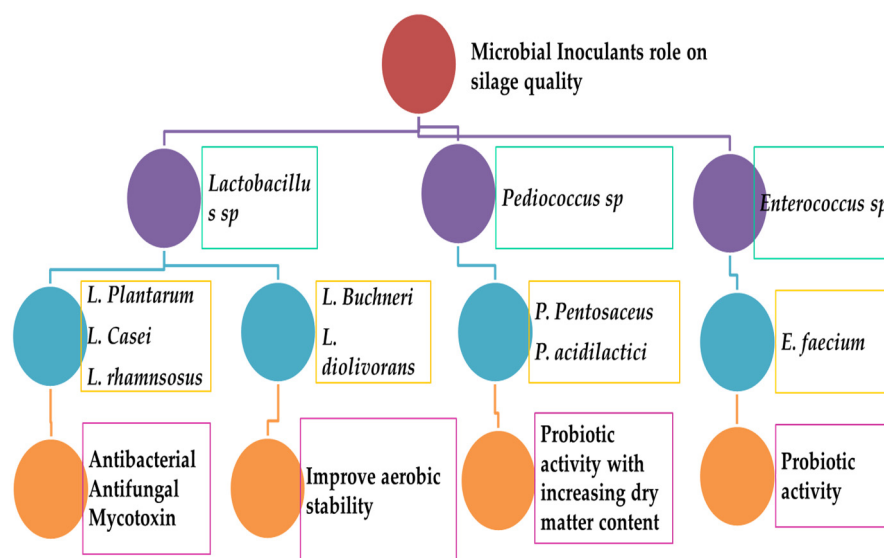 Microbial Inoculants role on
silage quality
Lactobacillu
s sp
Pediococcus sp
Enterococcus sp
L. Plantarum
L. Casei
L. rhamnsosus
L. Buchneri
L.
diolivorans
P. Pentosaceus
P. acidilactici
E. faecium
Antibacterial
Antifungal
Mycotoxin
Improve aerobic
stability
Probiotic
activity with
increasing dry
matter content
Probiotic
activity